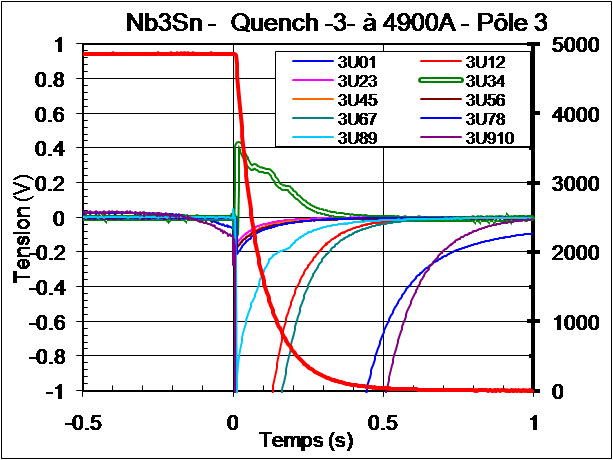 Nb3Sn - Quench -3- à 4900A - Pôle 3
1
0.8
0.6
0.4
0.2
0
-0.2
-0.4
-0.6
-0.8
-1
Tension (V)
3U01 3U12
3U23 3U34
3U45 3U56
3U67 3U78
3U89 3U910
5000
4000
3000
2000
1000
0
-0.5 0 0.5 1
Temps (s)